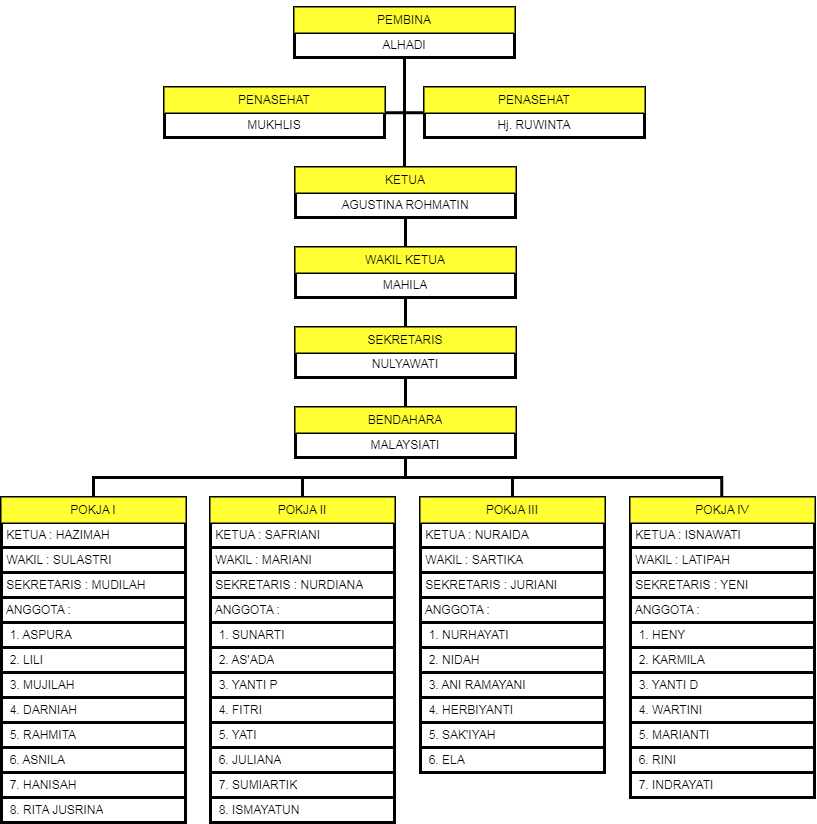 PEMBINA
ALHADI
PENASEHAT
MUKHLIS
PENASEHAT
Hj. RUWINTA
KETUA
AGUSTINA ROHMATIN
WAKIL KETUA
MAHILA
SEKRETARIS
NULYAWATI
BENDAHARA
MALAYSIATI
POKJA I
KETUA : HAZIMAH
WAKIL : SULASTRI
SEKRETARIS : MUDILAH
ANGGOTA :
1. ASPURA
2. LILI
3. MUJILAH
4. DARNIAH
5. RAHMITA
6. ASNILA
7. HANISAH
8. RITA JUSRINA
POKJA II
KETUA : SAFRIANI
WAKIL : MARIANI
SEKRETARIS : NURDIANA
ANGGOTA :
1. SUNARTI
2. AS'ADA
3. YANTI P
4. FITRI
5. YATI
6. JULIANA
7. SUMIARTIK
8. ISMAYATUN
POKJA III
KETUA : NURAIDA
WAKIL : SARTIKA
SEKRETARIS : JURIANI
ANGGOTA :
1. NURHAYATI
2. NIDAH
3. ANI RAMAYANI
4. HERBIYANTI
5. SAK'IYAH
6. ELA
POKJA IV
KETUA : ISNAWATI
WAKIL : LATIPAH
SEKRETARIS : YENI
ANGGOTA :
1. HENY
2. KARMILA
3. YANTI D
4. WARTINI
5. MARIANTI
6. RINI
7. INDRAYATI